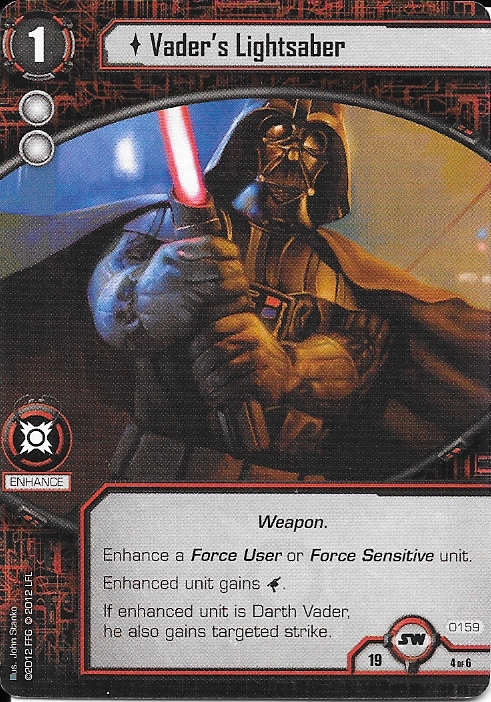 1
Vader's Lightsaber
ENHANCE
Weapon.
Enhance a Force User or Force Sensitive unit.
Enhanced unit gains .
If enhanced unit is Darth Vader,
he also gains targeted strike.
SW
0159
19
4 OF 6
Illus. John Stanko
©2012 FFG © 2012 LFL